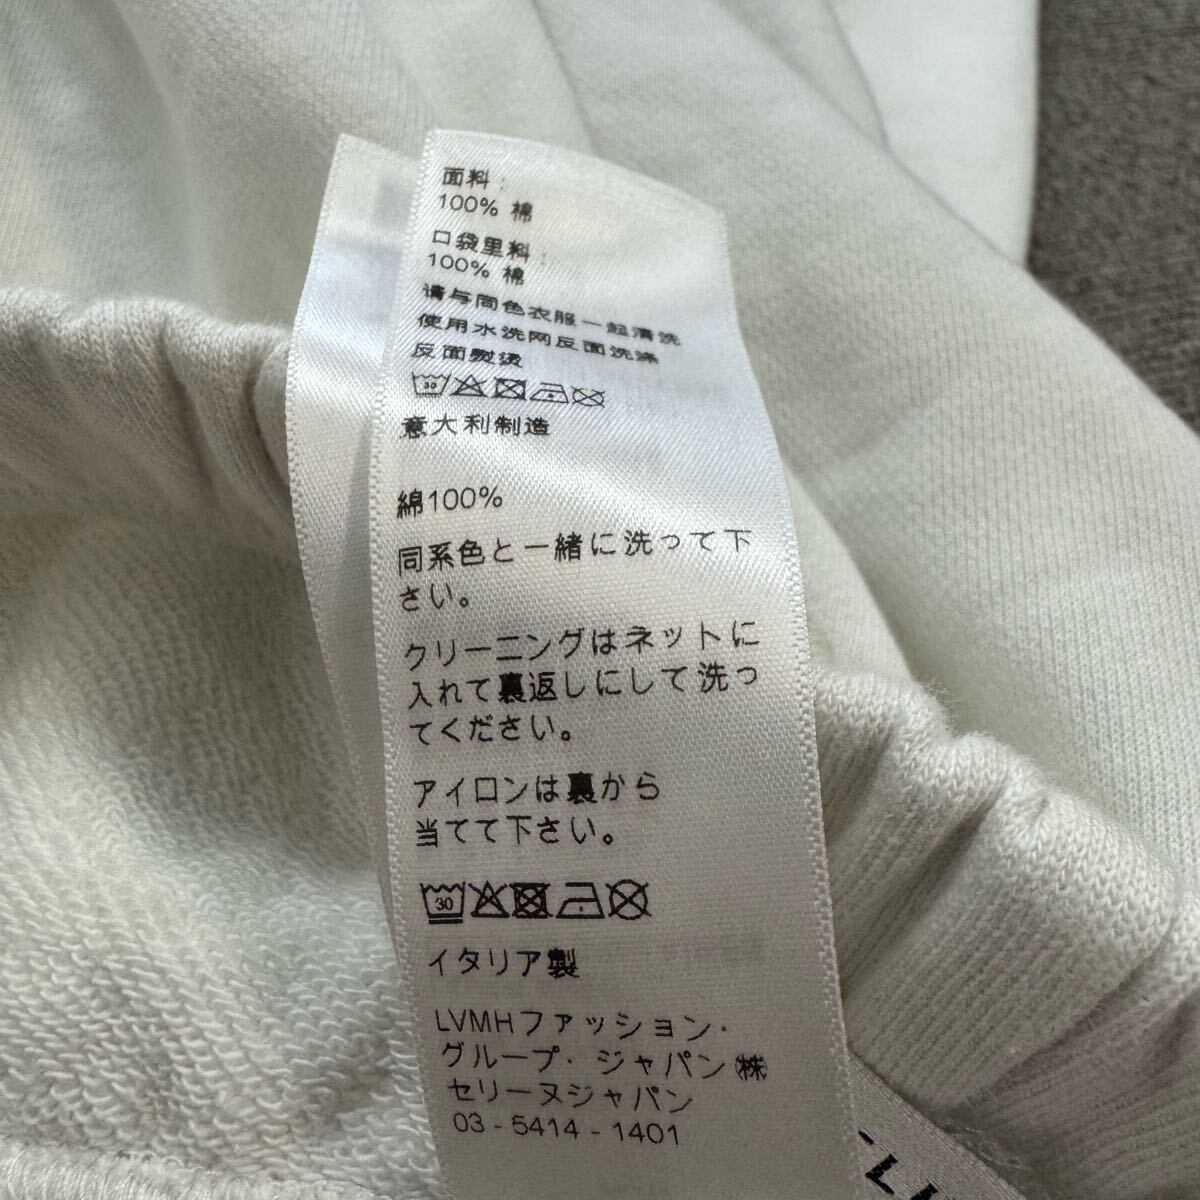 面料:
100% 棉
口袋里料:
100% 棉
请与同色衣服一起清洗
使用水洗网反面洗涤
反面熨烫
30
意大利制造
綿100%
同系色と一緒に洗って下
さい。
クリーニングはネットに
入れて裏返しにして洗っ
てください。
アイロンは裏から
当てて下さい。
30
イタリア製
LVMHファッション・
グループ・ジャパン㈱
セリーヌジャパン
03 - 5414 - 1401